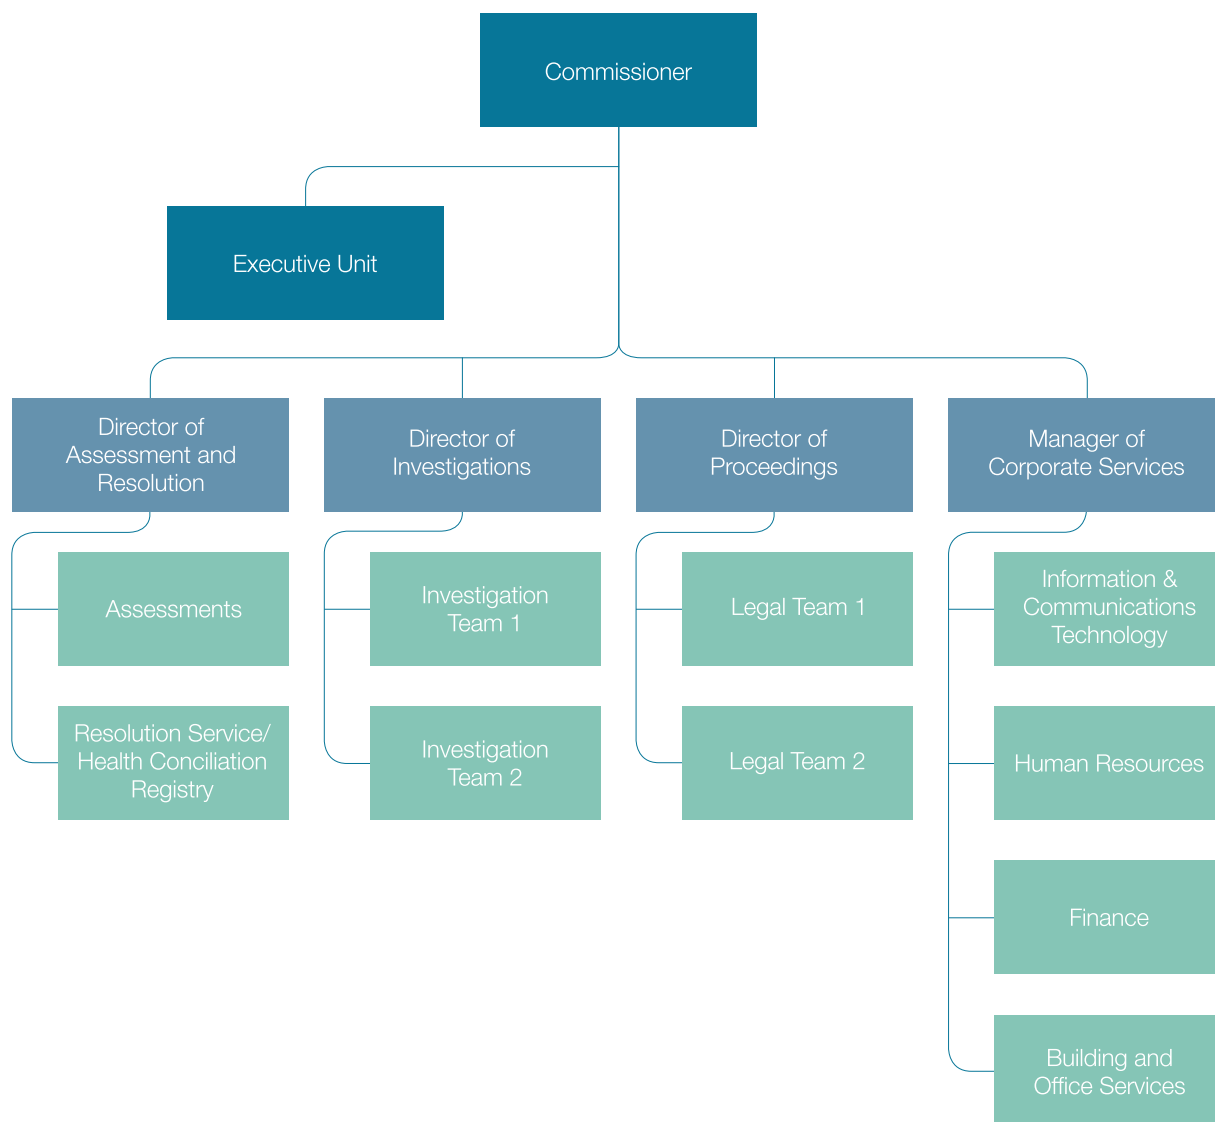 Commissioner
Executive Unit
Director of
Assessment and
Resolution
Director of
Investigations
Director of
Proceedings
Manager of
Corporate Services
Assessments
Investigation
Team 1
Legal Team 1
Information &
Communications
Technology
Resolution Service/
Health Conciliation
Registry
Investigation
Team 2
Legal Team 2
Human Resources
Finance
Building and
Office Services